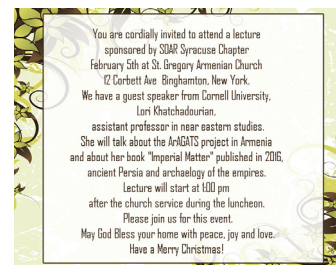 You are cordially invited to attend a lecture
sponsored by SOAR Syracuse Chapter
February 5th at St. Gregory Armenian Church
12 Corbett Ave Binghamton, New York.
We have a guest speaker from Cornell University,
Lori Khatchadourian,
assistant professor in near eastern studies.
She will talk about the ArAGATS project in Armenia
and about her book "Imperial Matter" published in 2016,
ancient Persia and archaelogy of the empires.
Lecture will start at 1:00 pm
after the church service during the luncheon.
Please join us for this event.
May God Bless your home with peace, joy and love.
Have a Merry Christmas!